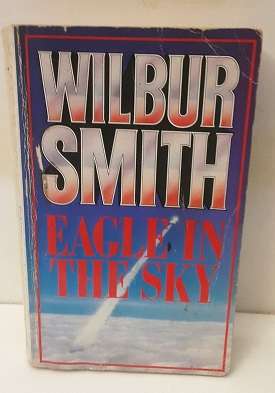 WILBUR
SMITH
EAGLE IN
THE SKY